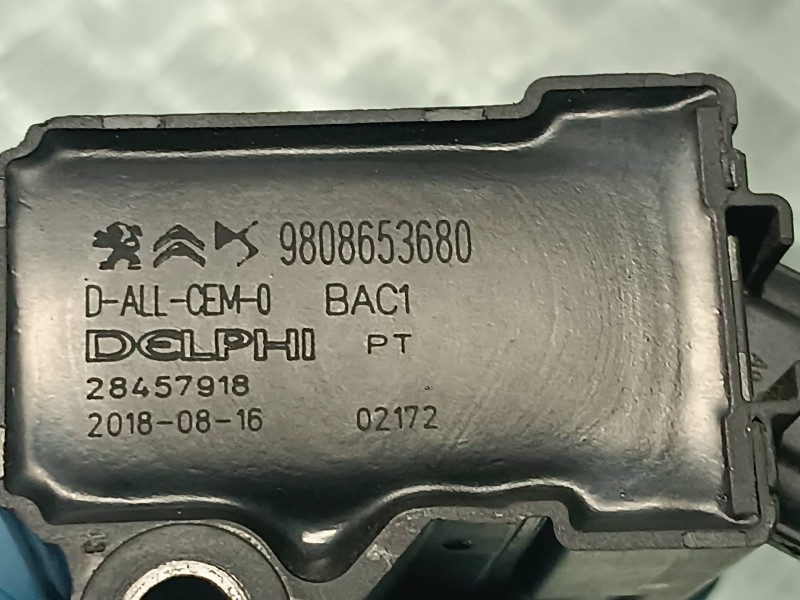 9808653680
D-ALL-CEM-0 BAC1
DELPHI PT
28457918
2018-08-16 02172